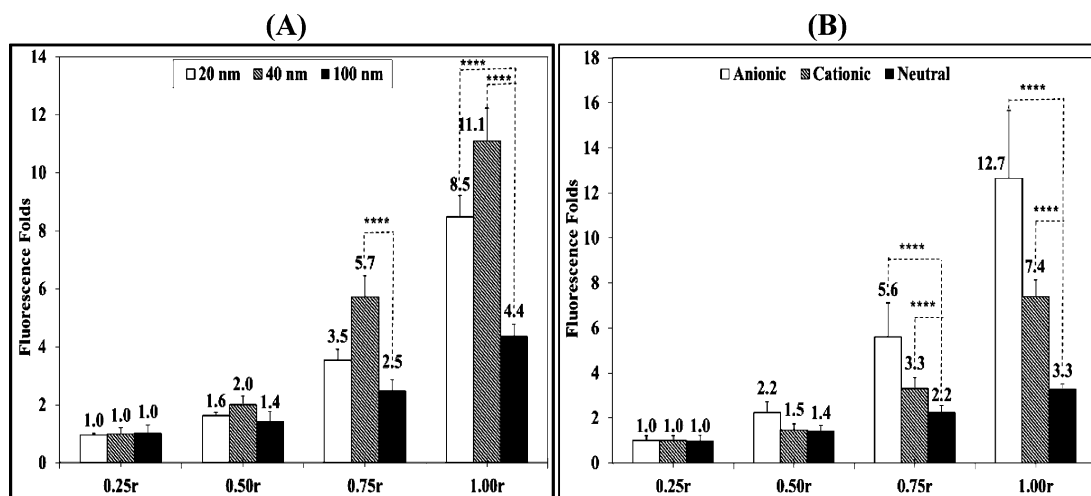 (A)
Fluorescence Folds
14
12
10
8
6
4
2
0
20 nm 40 nm 100 nm
**** ****
1.0 1.0 1.0
1.6 2.0 1.4
3.5 5.7 2.5
****
8.5 11.1 4.4
0.25r 0.50r 0.75r 1.00r
(B)
Fluorescence Folds
18
16
14
12
10
8
6
4
2
0
Anionic Cationic Neutral
****
****
****
****
1.0 1.0 1.0
2.2 1.5 1.4
5.6 3.3 2.2
12.7 7.4 3.3
0.25r 0.50r 0.75r 1.00r